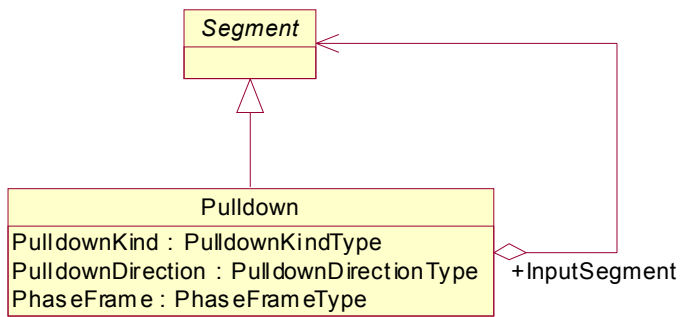 Segment
Pulldown
PulldownKind : PulldownKindType
PulldownDirection : PulldownDirectionType
PhaseFrame : PhaseFrameType
+InputSegment